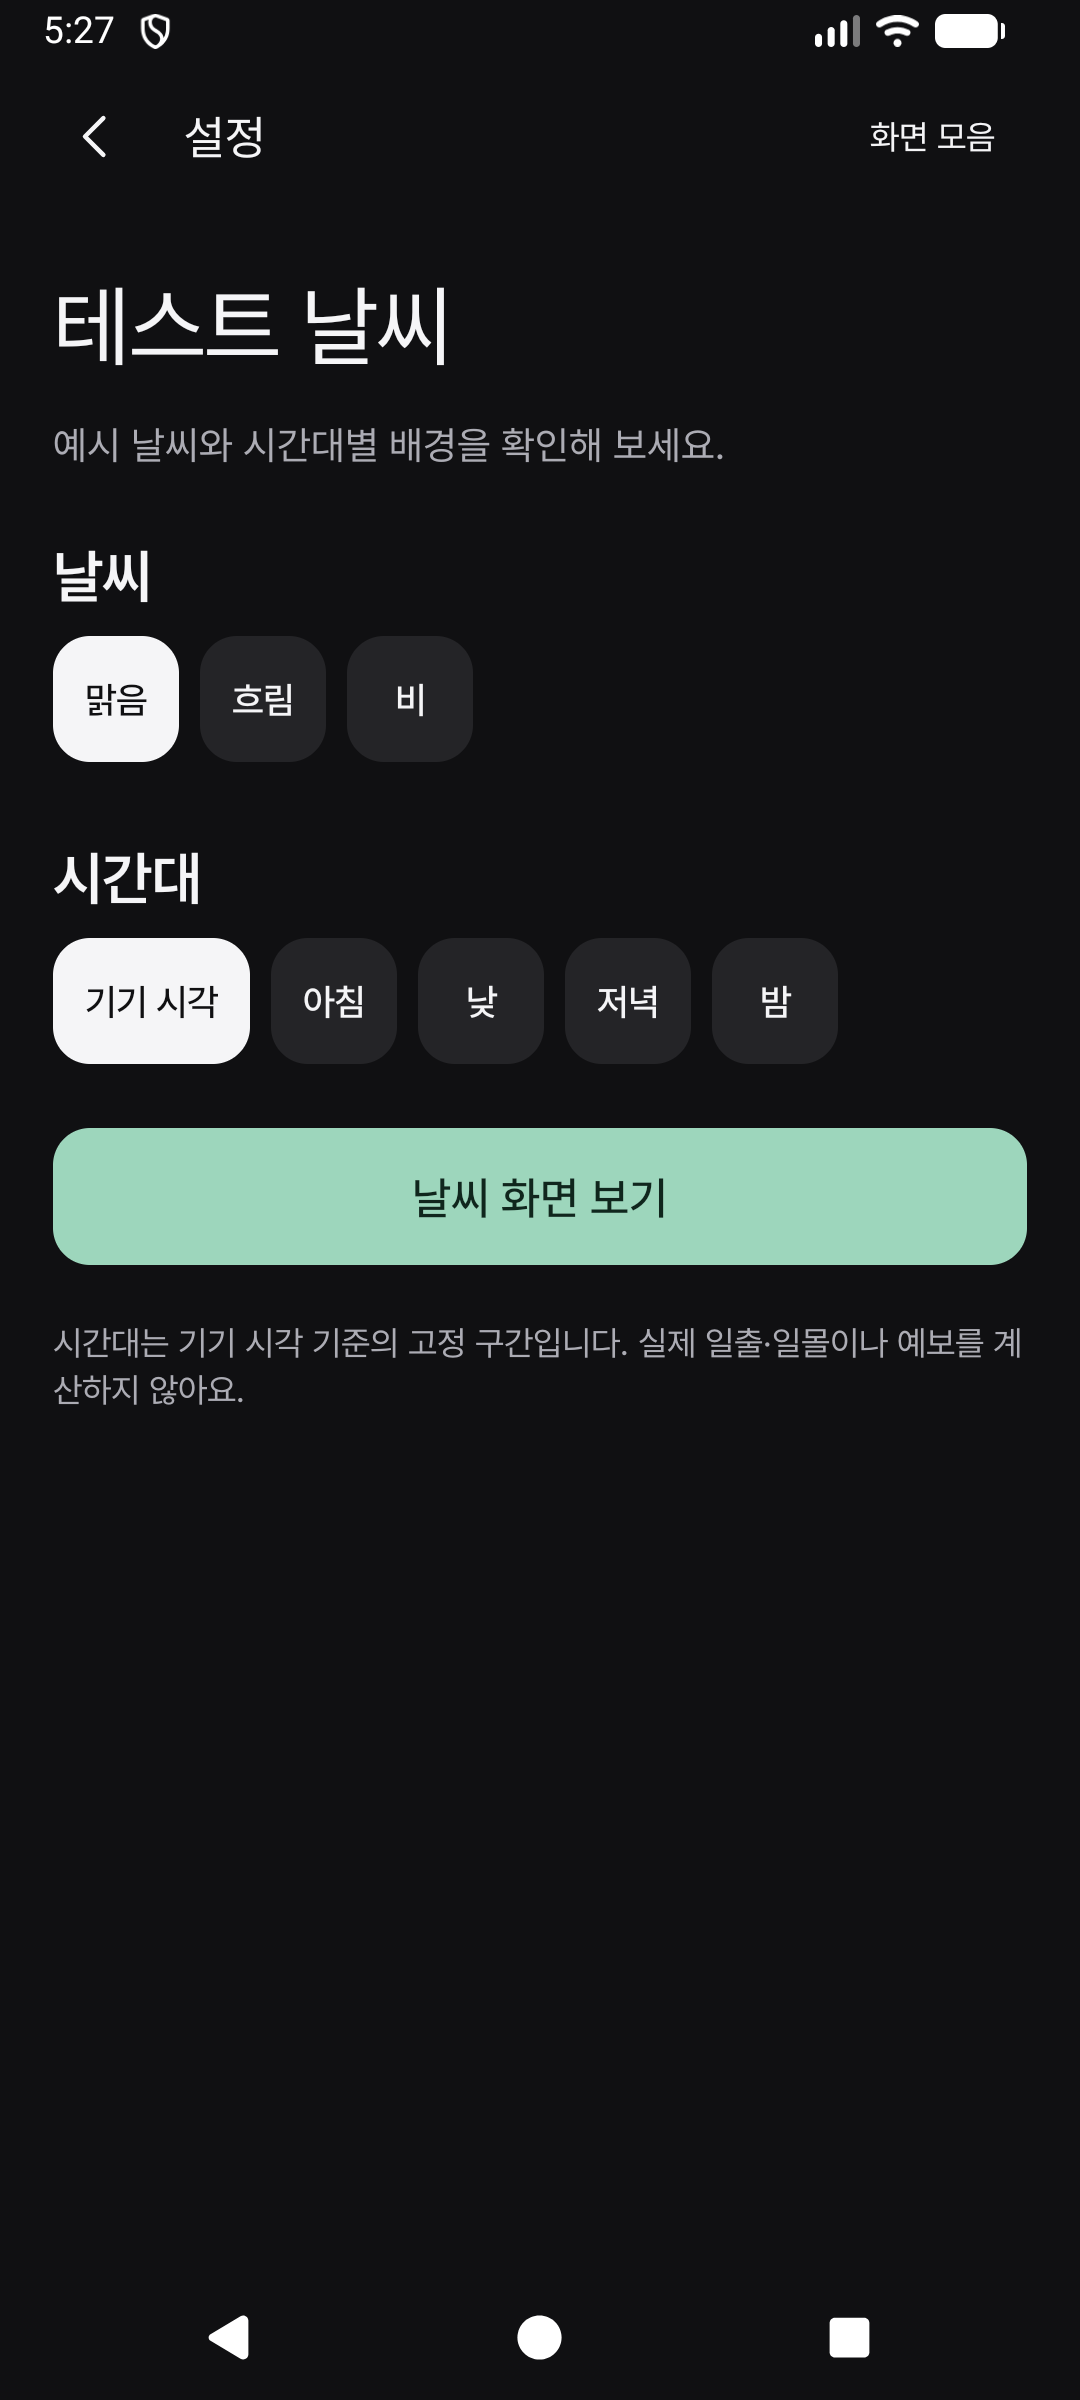 5:27
설정
화면 모음
테스트 날씨
예시 날씨와 시간대별 배경을 확인해 보세요.
날씨
맑음 흐림 비
시간대
기기 시각 아침 낮 저녁 밤
날씨 화면 보기
시간대는 기기 시각 기준의 고정 구간입니다. 실제 일출·일몰이나 예보를 계
산하지 않아요.